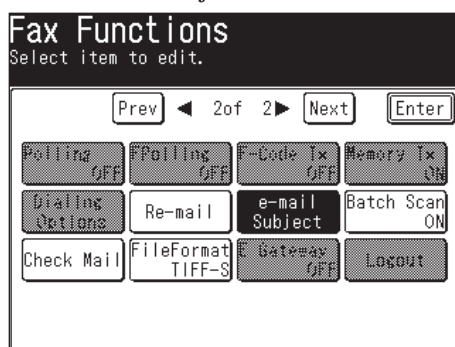 Fax Functions
Select item to edit.
Prev ◀ 2of 2▶ Next Enter
Polling OFF
FPolling OFF
F-Code Tx OFF
Memory Tx ON
Dialing Options
Re-mail
e-mail Subject
Batch Scan ON
Check Mail
FileFormat TIFF-S
E Gateway OFF
Logout